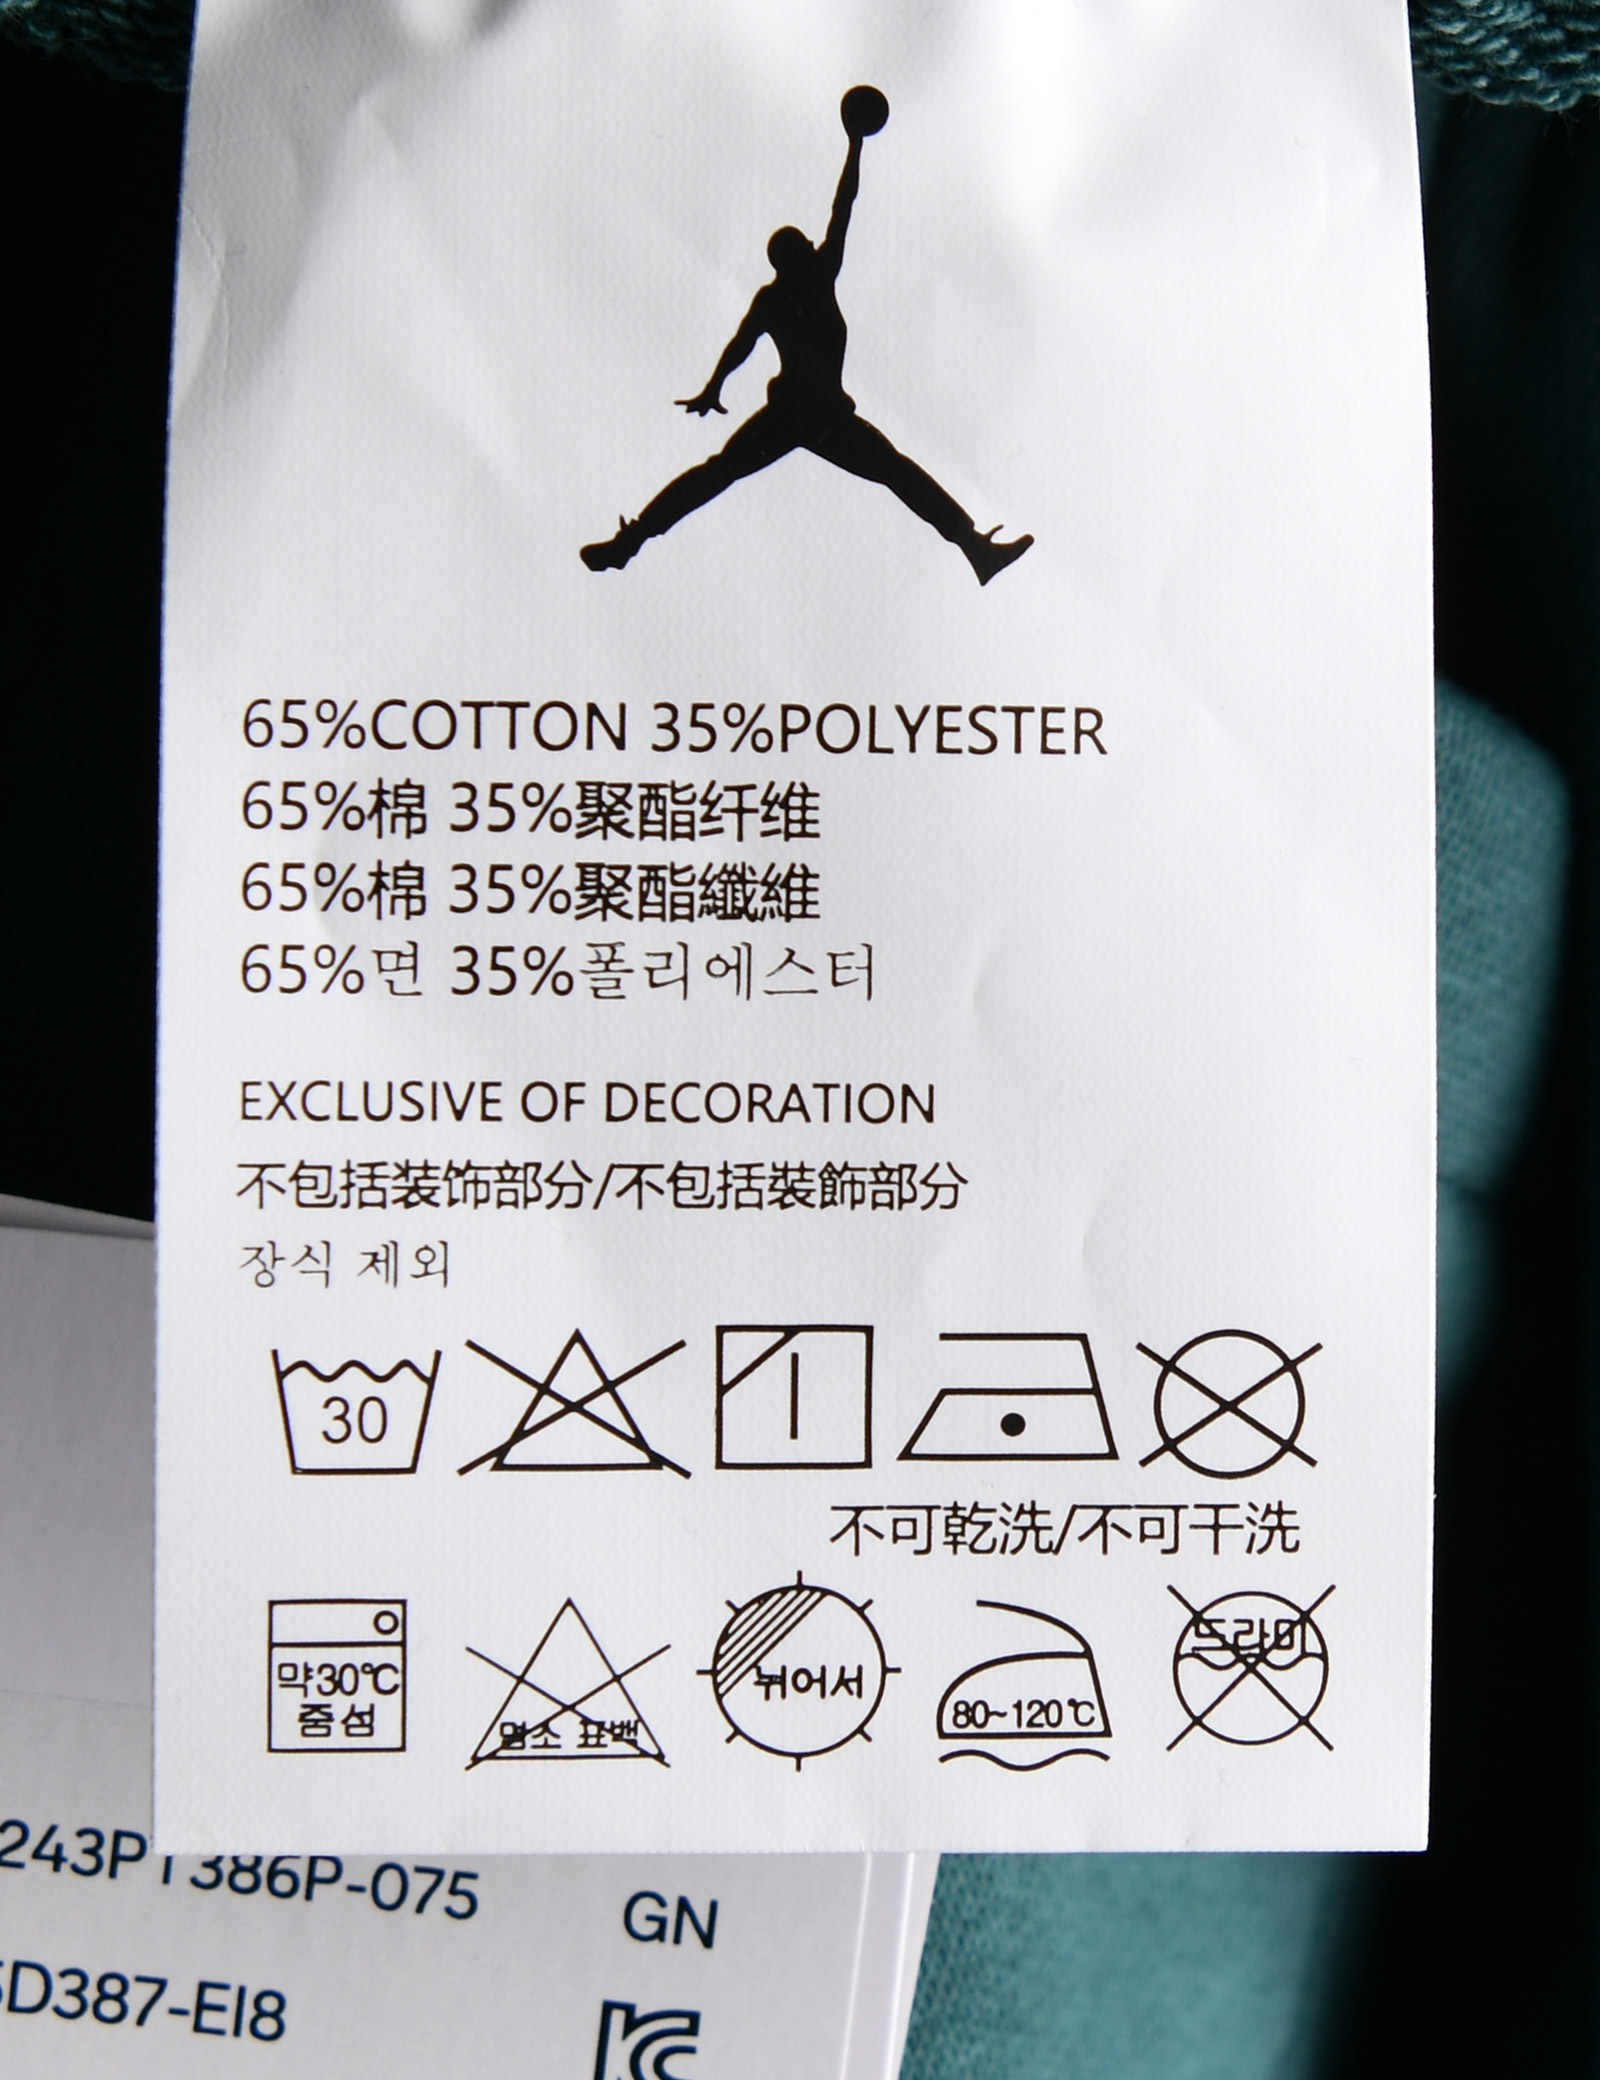 65%COTTON 35%POLYESTER
65%棉 35%聚酯纤维
65%棉 35%聚酯纖維
65%면 35%폴리에스터
EXCLUSIVE OF DECORATION
不包括装饰部分/不包括裝飾部分
장식 제외
30
不可乾洗/不可干洗
약30℃
중성
염소 표백
뉘어서
80~120℃
드라이
243PT386P-075
GN
D387-EI8